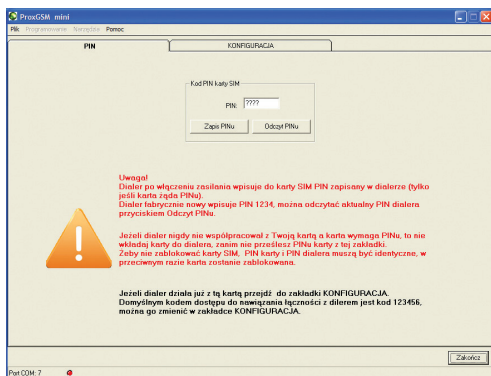 ProxGSM mini
Plik Programowanie Narzędzia Pomoc
PIN KONFIGURACJA
Kod PIN karty SIM
PIN: ????
Zapis PINu Odczyt PINu
Uwaga!
Dialer po włączeniu zasilania wpisuje do karty SIM PIN zapisany w dialerze (tylko
jeśli karta żąda PINu).
Dialer fabrycznie nowy wpisuje PIN 1234, można odczytać aktualny PIN dialera
przyciskiem Odczyt PINu.
Jeżeli dialer nigdy nie współpracował z Twoją kartą a karta wymaga PINu, to nie
wkładaj karty do dialera, zanim nie prześlesz PINu karty z tej zakładki.
Żeby nie zablokować karty SIM, PIN karty i PIN dialera muszą być identyczne, w
przeciwnym razie karta zostanie zablokowana.
Jeżeli dialer działa już z tą kartą przejdź do zakładki KONFIGURACJA.
Domyślnym kodem dostępu do nawiązania łączności z dilerem jest kod 123456,
można go zmienić w zakładce KONFIGURACJA.
Zakończ
Port COM: 7